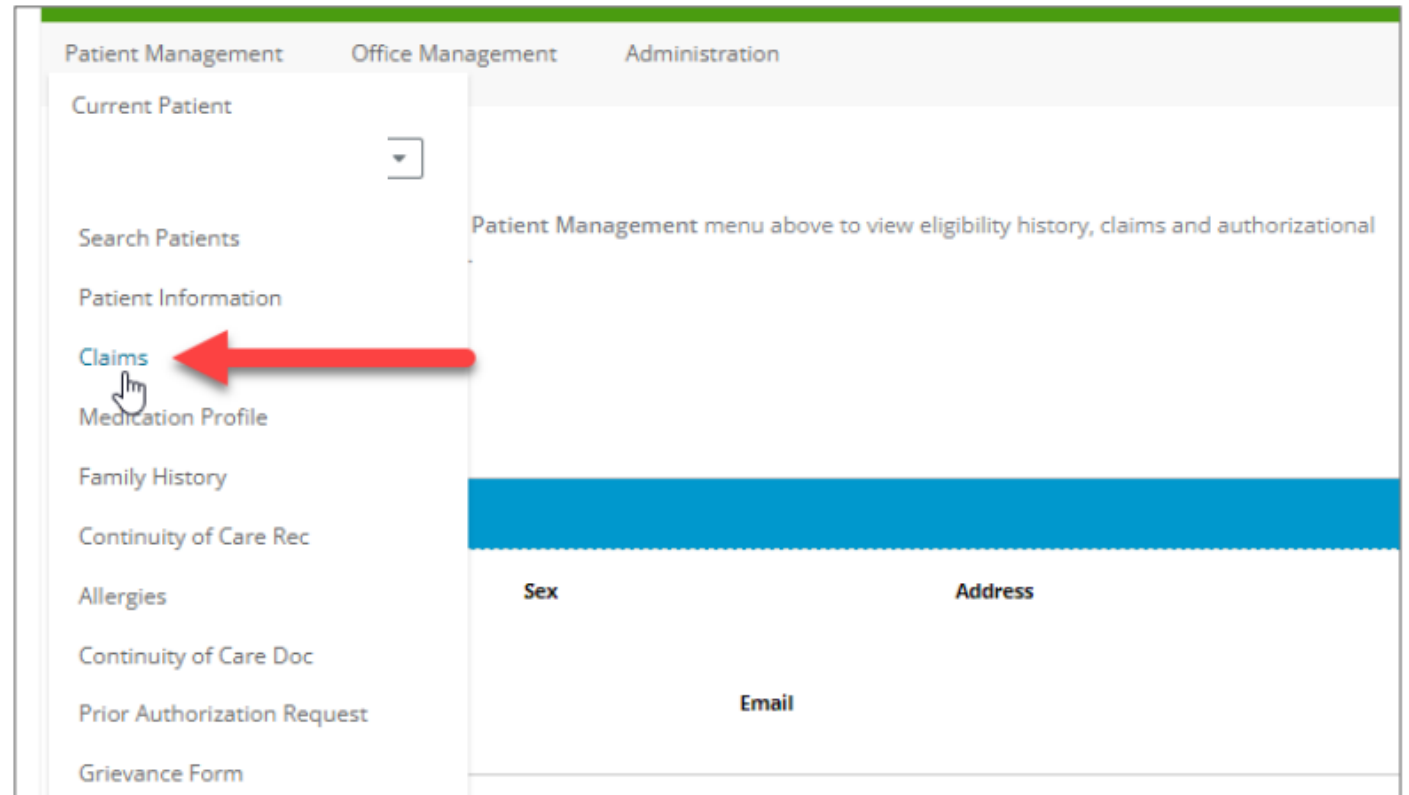 Patient Management Office Management Administration
Current Patient
Search Patients
Patient Management menu above to view eligibility history, claims and authorizational
Patient Information
Claims
Medication Profile
Family History
Continuity of Care Rec
Allergies
Sex Address
Continuity of Care Doc
Prior Authorization Request
Email
Grievance Form